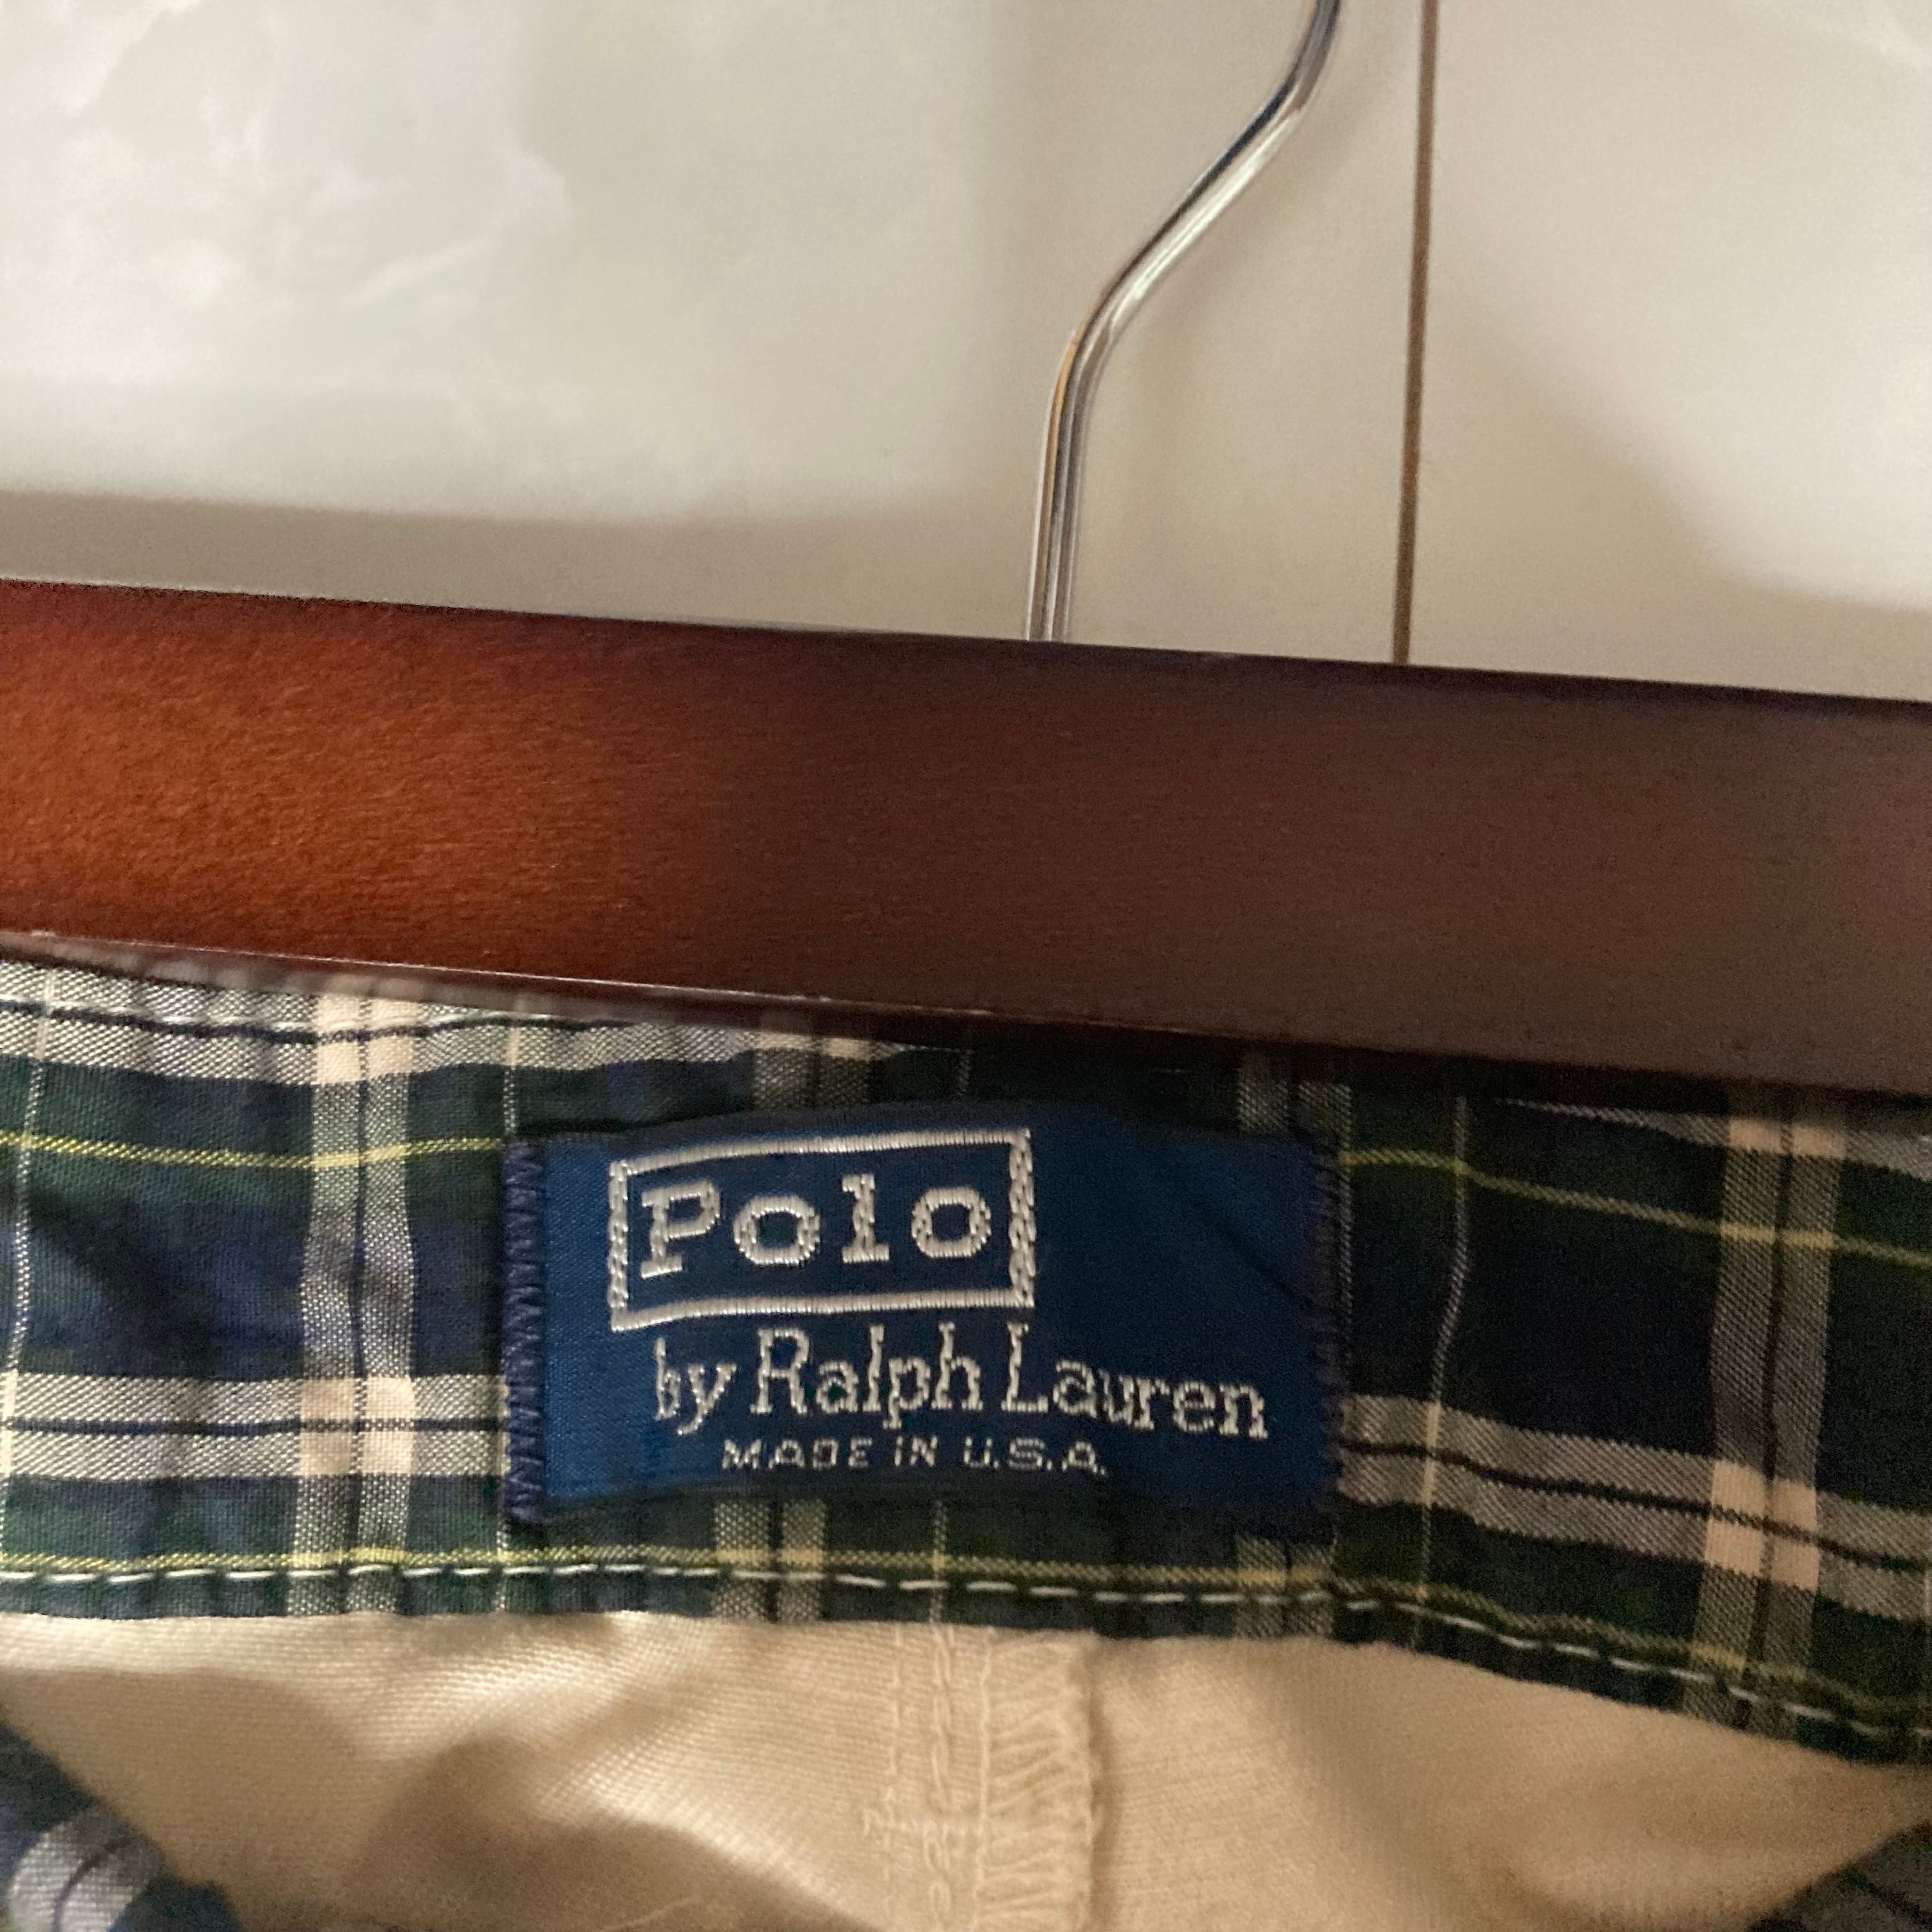 Polo
by Ralph Lauren
MADE IN U.S.A.